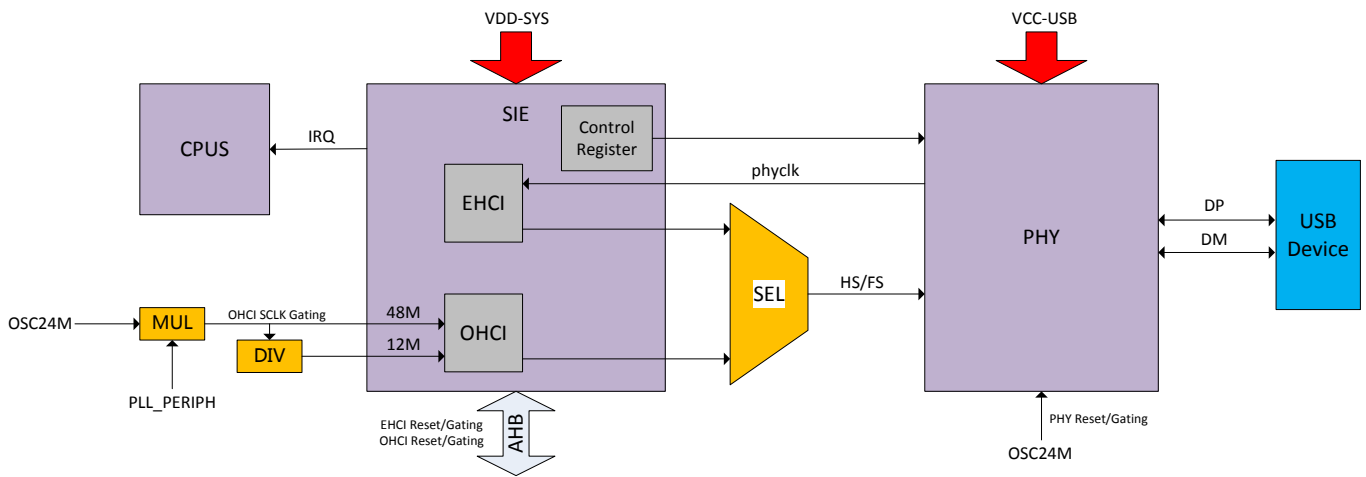 VDD-SYS
VCC-USB
SIE
Control
Register
CPUS
IRQ
phyclk
EHCI
PHY
DP
DM
USB
Device
SEL
HS/FS
OSC24M
MUL
OHCI SCLK Gating
48M
OHCI
DIV
12M
PLL_PERIPH
EHCI Reset/Gating
OHCI Reset/Gating
AHB
PHY Reset/Gating
OSC24M